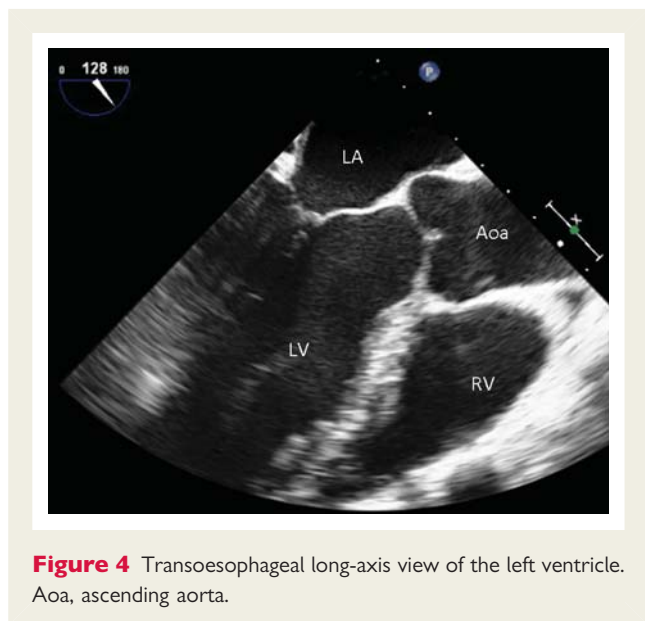 0 128 180
P
LA
Aoa
LV
RV
Figure 4 Transoesophageal long-axis view of the left ventricle.
Aoa, ascending aorta.